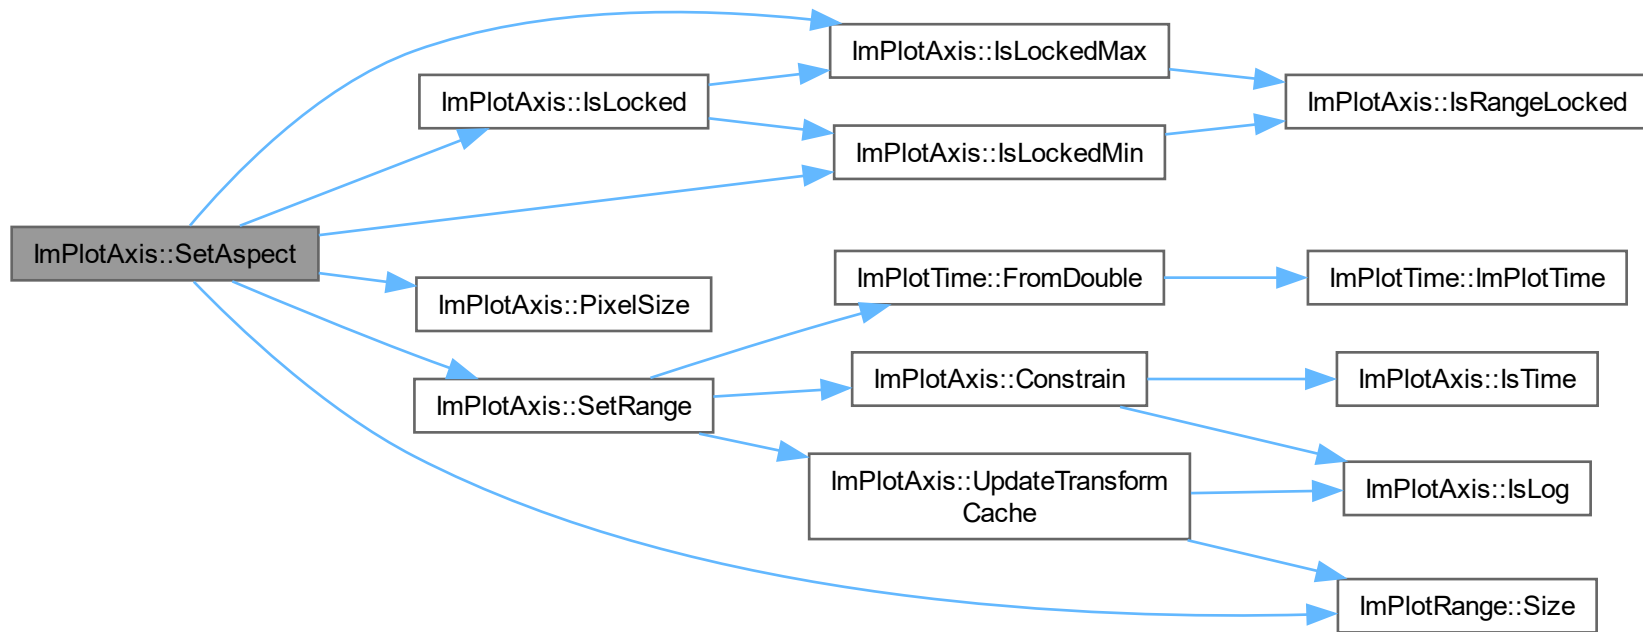 ImPlotAxis::SetAspect
ImPlotAxis::IsLocked
ImPlotAxis::IsLockedMax
ImPlotAxis::IsLockedMin
ImPlotAxis::IsRangeLocked
ImPlotAxis::PixelSize
ImPlotAxis::SetRange
ImPlotTime::FromDouble
ImPlotTime::ImPlotTime
ImPlotAxis::Constrain
ImPlotAxis::IsTime
ImPlotAxis::UpdateTransform
Cache
ImPlotAxis::IsLog
ImPlotRange::Size